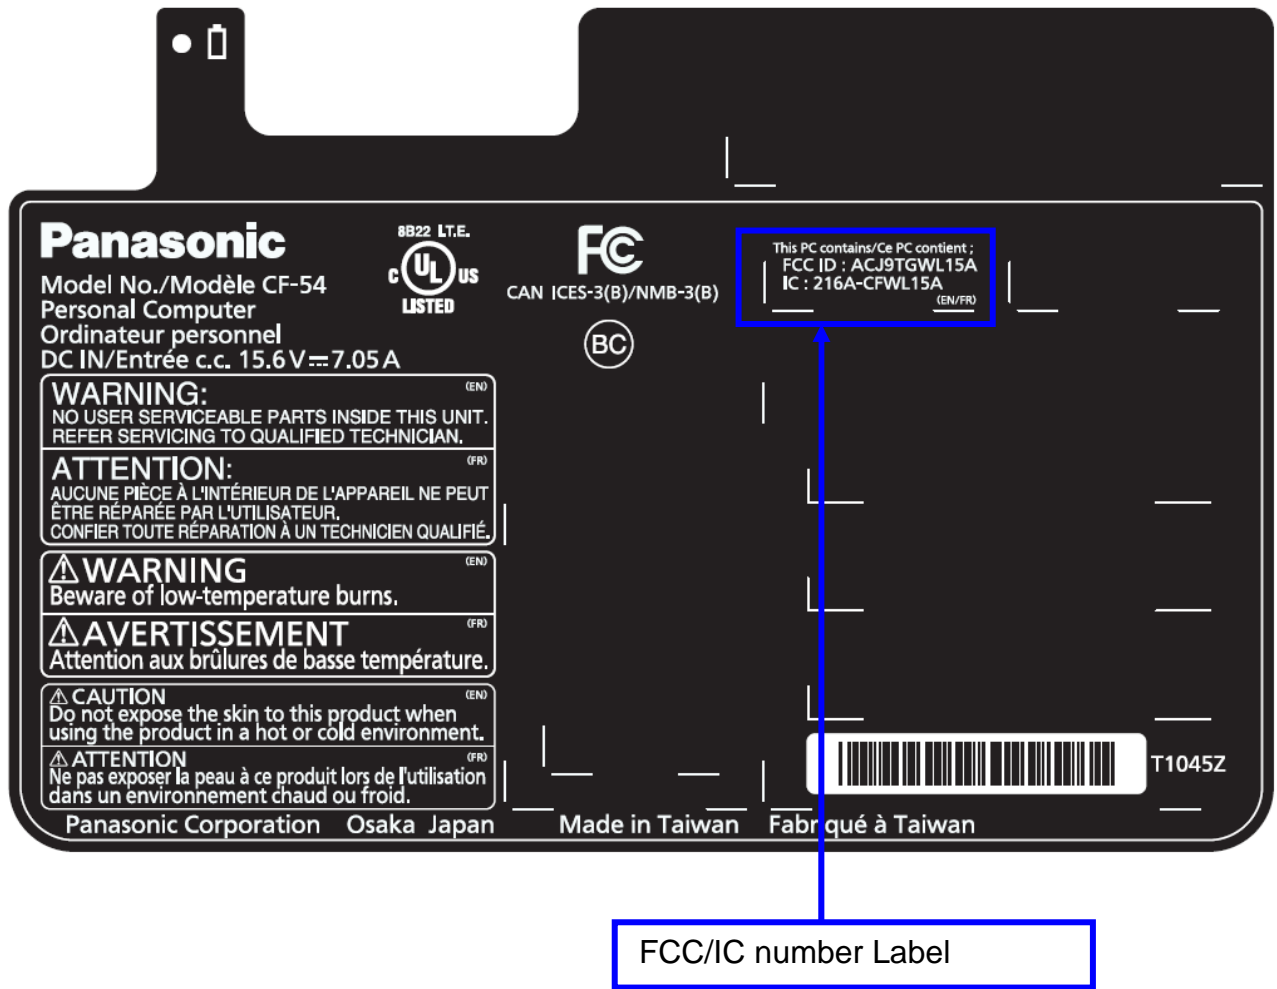 Panasonic
Model No./Modèle CF-54
Personal Computer
Ordinateur personnel
DC IN/Entrée c.c. 15.6 V⎓7.05 A
8B22 I.T.E.
C UL US
LISTED
FC
CAN ICES-3(B)/NMB-3(B)
BC
This PC contains/Ce PC contient ;
FCC ID : ACJ9TGWL15A
IC : 216A-CFWL15A
(EN/FR)
WARNING: (EN)
NO USER SERVICEABLE PARTS INSIDE THIS UNIT.
REFER SERVICING TO QUALIFIED TECHNICIAN.
ATTENTION: (FR)
AUCUNE PIÈCE À L'INTÉRIEUR DE L'APPAREIL NE PEUT
ÊTRE RÉPARÉE PAR L'UTILISATEUR.
CONFIER TOUTE RÉPARATION À UN TECHNICIEN QUALIFIÉ.
⚠WARNING (EN)
Beware of low-temperature burns.
⚠AVERTISSEMENT (FR)
Attention aux brûlures de basse température.
⚠CAUTION (EN)
Do not expose the skin to this product when
using the product in a hot or cold environment.
⚠ATTENTION (FR)
Ne pas exposer la peau à ce produit lors de l'utilisation
dans un environnement chaud ou froid.
T1045Z
Panasonic Corporation Osaka Japan Made in Taiwan Fabriqué à Taiwan
FCC/IC number Label